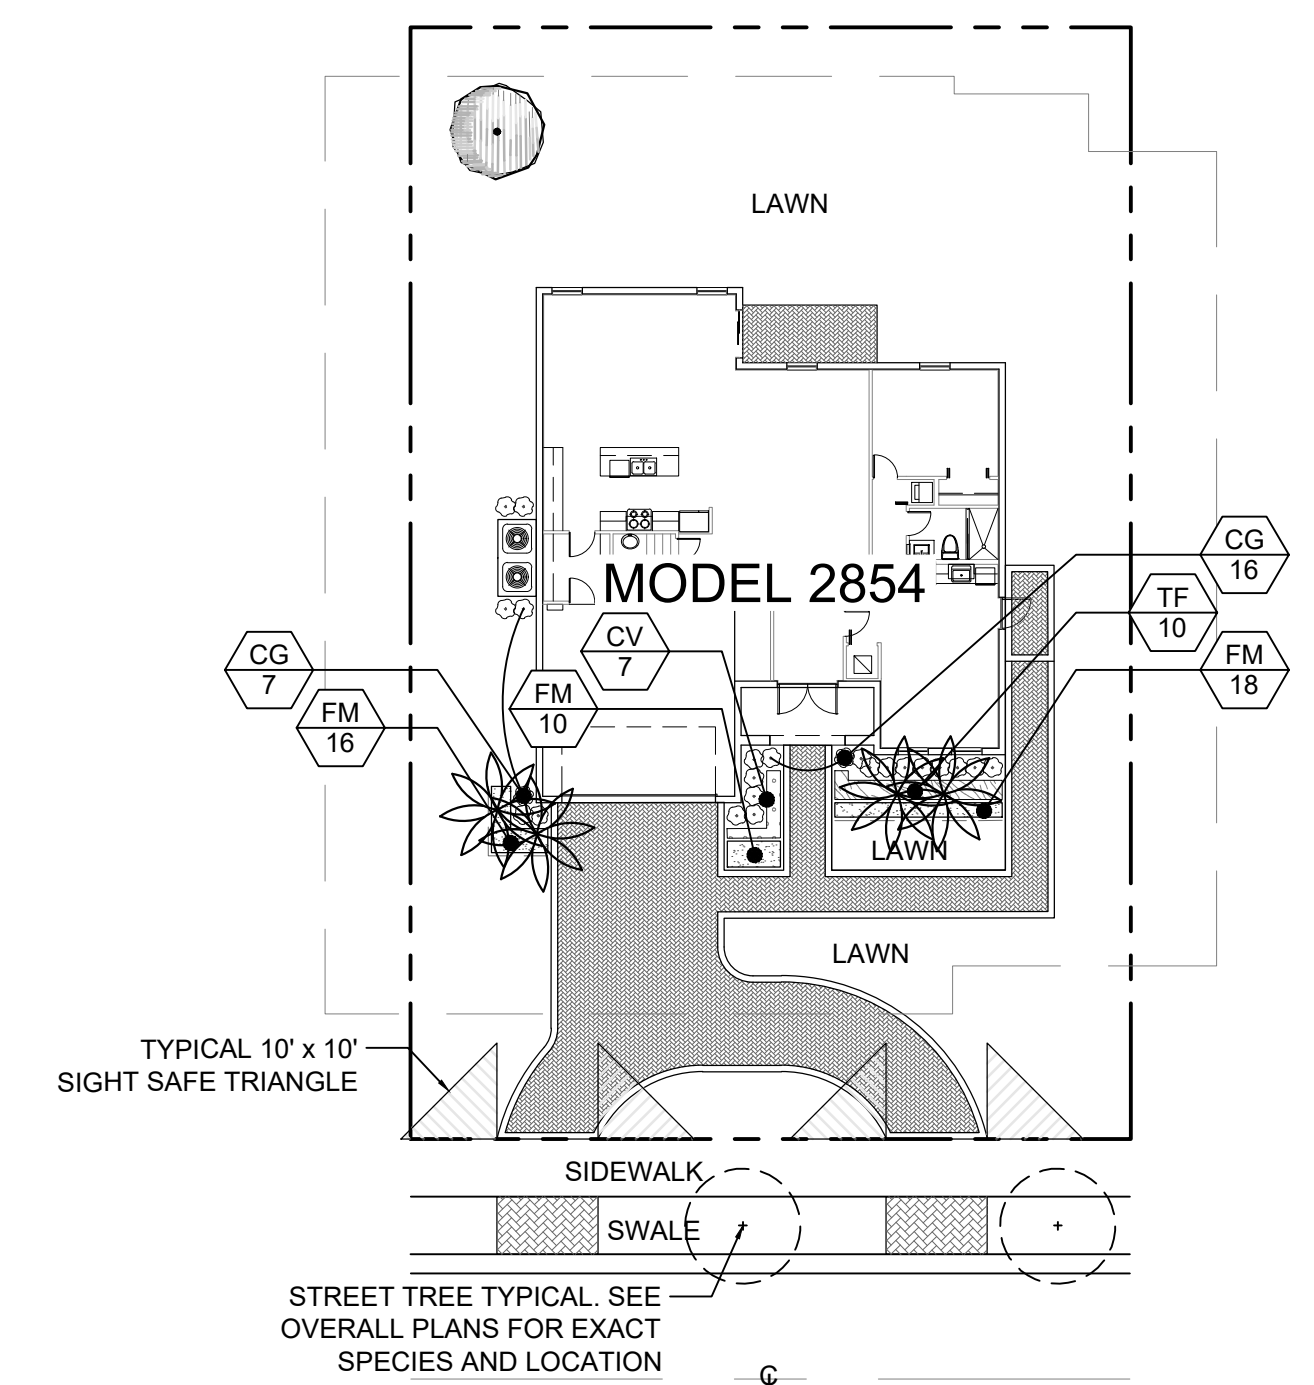 LAWN
MODEL 2854
CG
16
TF
10
FM
18
CV
7
CG
7
FM
10
FM
16
LAWN
LAWN
TYPICAL 10' x 10'
SIGHT SAFE TRIANGLE
SIDEWALK
SWALE
STREET TREE TYPICAL. SEE
OVERALL PLANS FOR EXACT
SPECIES AND LOCATION
℄